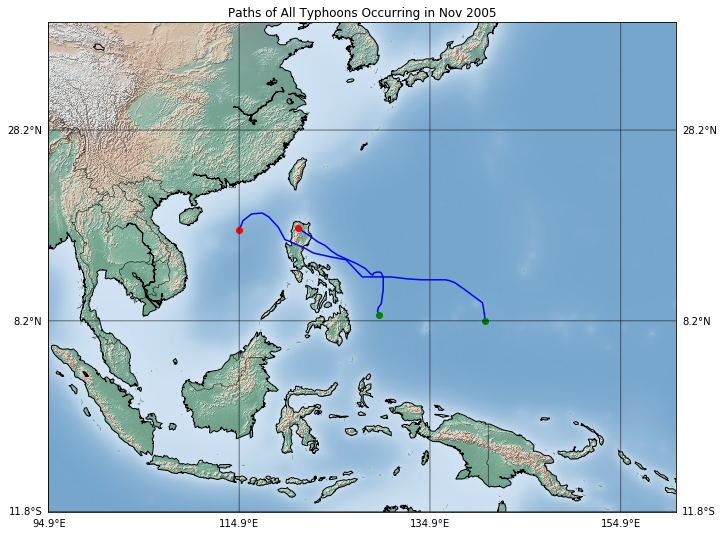 Paths of All Typhoons Occurring in Nov 2005
28.2°N 28.2°N
8.2°N 8.2°N
11.8°S 11.8°S
94.9°E 114.9°E 134.9°E 154.9°E